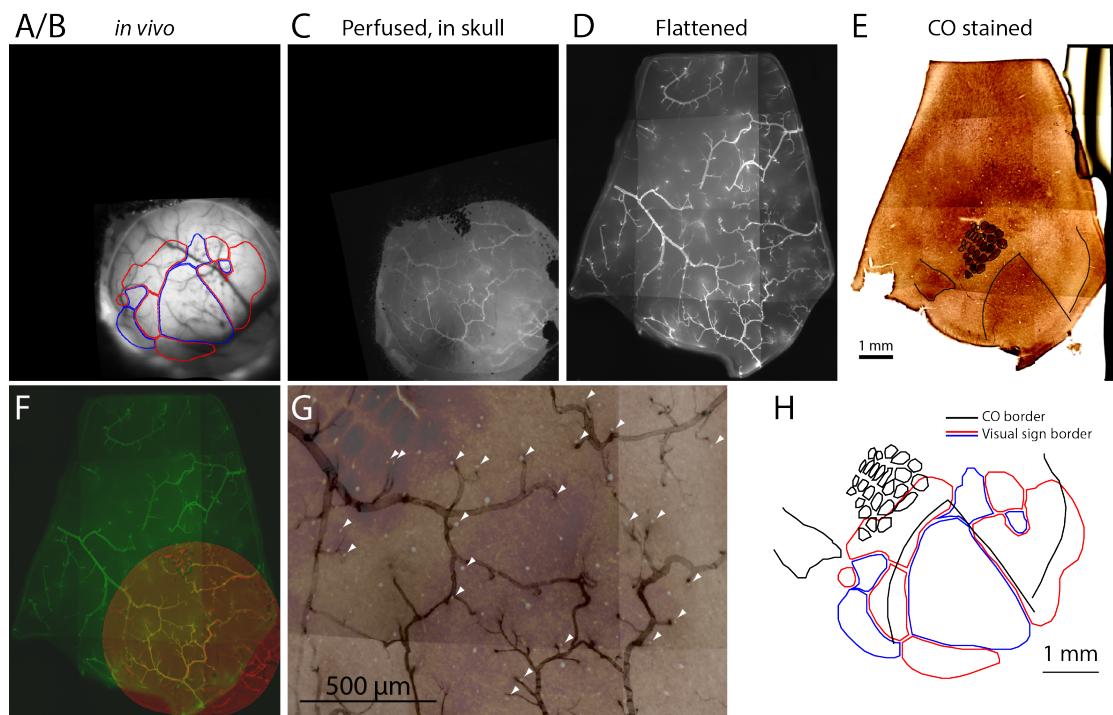 A/B in vivo
C Perfused, in skull
D Flattened
E CO stained
1 mm
F
G
500 µm
H
CO border
Visual sign border
1 mm